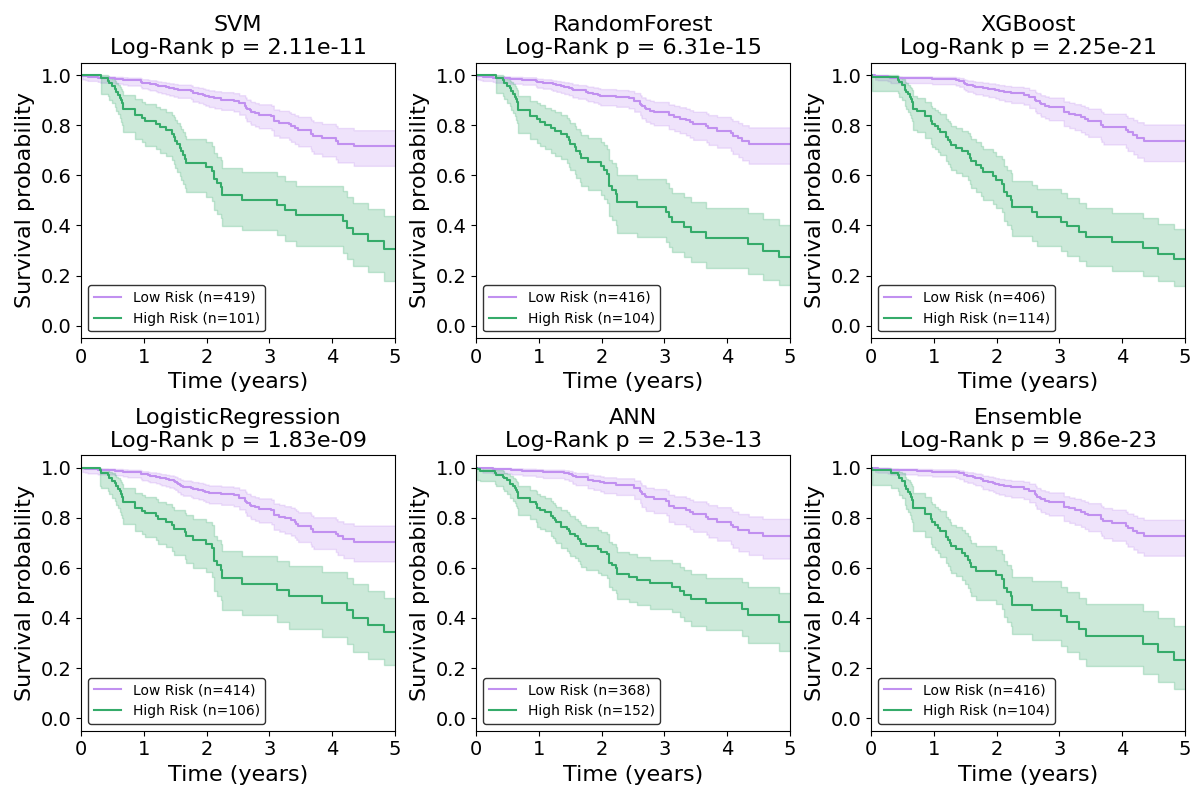 SVM
Log-Rank p = 2.11e-11
Survival probability
1.0
0.8
0.6
0.4
0.2
0.0
Low Risk (n=419)
High Risk (n=101)
0 1 2 3 4 5
Time (years)
RandomForest
Log-Rank p = 6.31e-15
Survival probability
1.0
0.8
0.6
0.4
0.2
0.0
Low Risk (n=416)
High Risk (n=104)
0 1 2 3 4 5
Time (years)
XGBoost
Log-Rank p = 2.25e-21
Survival probability
1.0
0.8
0.6
0.4
0.2
0.0
Low Risk (n=406)
High Risk (n=114)
0 1 2 3 4 5
Time (years)
LogisticRegression
Log-Rank p = 1.83e-09
Survival probability
1.0
0.8
0.6
0.4
0.2
0.0
Low Risk (n=414)
High Risk (n=106)
0 1 2 3 4 5
Time (years)
ANN
Log-Rank p = 2.53e-13
Survival probability
1.0
0.8
0.6
0.4
0.2
0.0
Low Risk (n=368)
High Risk (n=152)
0 1 2 3 4 5
Time (years)
Ensemble
Log-Rank p = 9.86e-23
Survival probability
1.0
0.8
0.6
0.4
0.2
0.0
Low Risk (n=416)
High Risk (n=104)
0 1 2 3 4 5
Time (years)